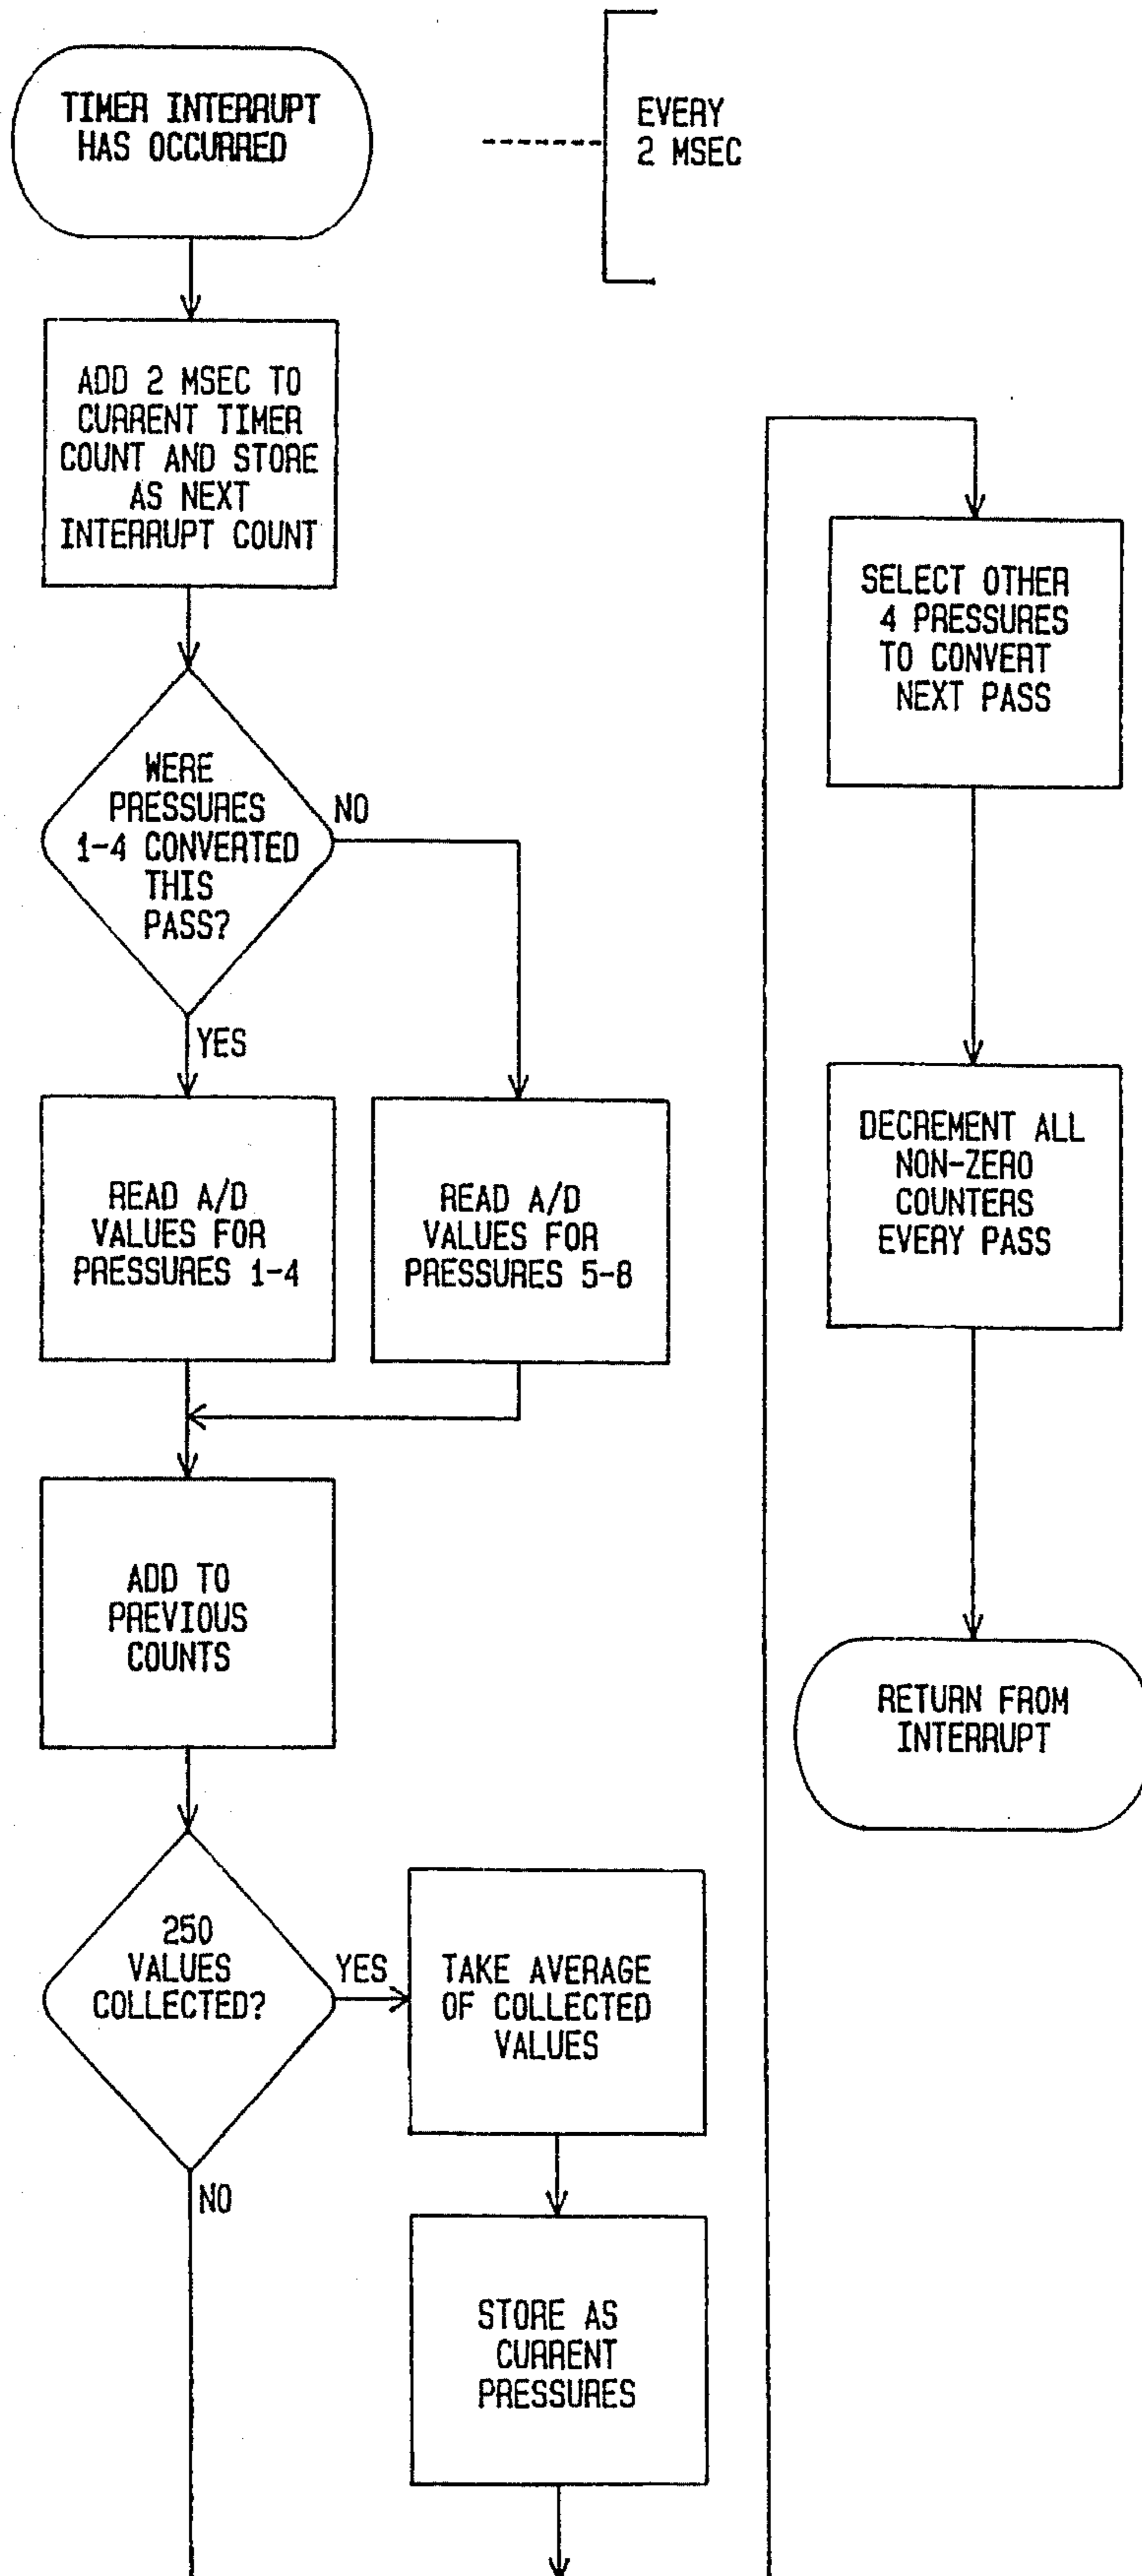 TIMER INTERRUPT
HAS OCCURRED
EVERY
2 MSEC
ADD 2 MSEC TO
CURRENT TIMER
COUNT AND STORE
AS NEXT
INTERRUPT COUNT
WERE
PRESSURES
1-4 CONVERTED
THIS
PASS?
NO
YES
READ A/D
VALUES FOR
PRESSURES 1-4
READ A/D
VALUES FOR
PRESSURES 5-8
ADD TO
PREVIOUS
COUNTS
250
VALUES
COLLECTED?
YES
NO
TAKE AVERAGE
OF COLLECTED
VALUES
STORE AS
CURRENT
PRESSURES
SELECT OTHER
4 PRESSURES
TO CONVERT
NEXT PASS
DECREMENT ALL
NON-ZERO
COUNTERS
EVERY PASS
RETURN FROM
INTERRUPT